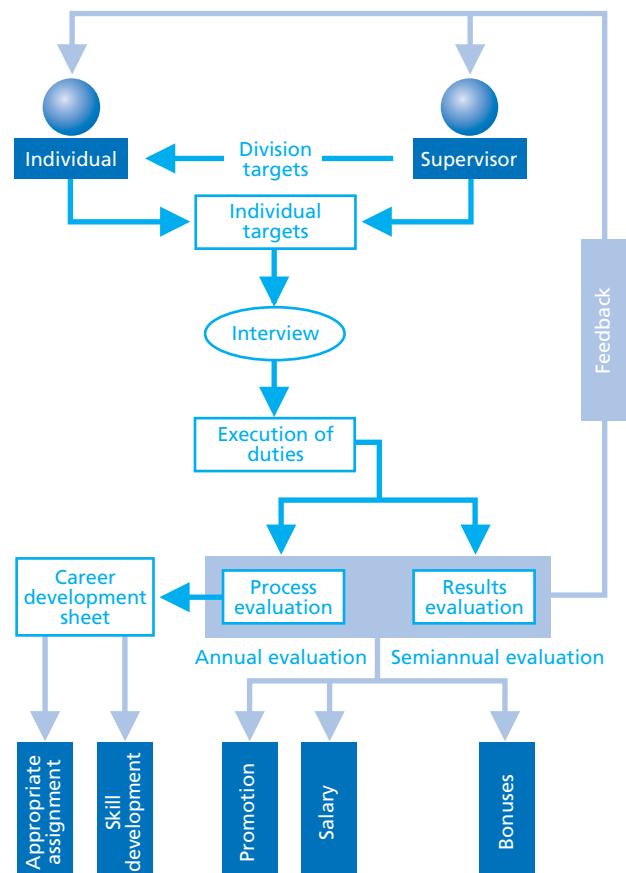 Individual
Division
targets
Supervisor
Individual
targets
Interview
Feedback
Execution of
duties
Career
development
sheet
Process
evaluation
Results
evaluation
Annual evaluation
Semiannual evaluation
Appropriate
assignment
Skill
development
Promotion
Salary
Bonuses